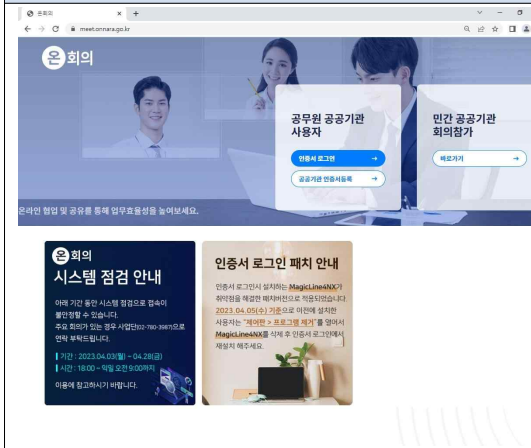 온회의
meet.onnara.go.kr
온 회의
공무원 공공기관
사용자
인증서 로그인 →
공공기관 인증서등록 →
민간 공공기관
회의참가
바로가기 →
온라인 협업 및 공유를 통해 업무효율성을 높여보세요.
온 회의
시스템 점검 안내
아래 기간 동안 시스템 점검으로 접속이
불안정할 수 있습니다.
주요 회의가 있는 경우 사업단(02-780-3987)으로
연락 부탁드립니다.
기간 : 2023.04.03(월) ~ 04.28(금)
시간 : 18:00 ~ 익일 오전 9:00까지
이용에 참고하시기 바랍니다.
인증서 로그인 패치 안내
인증서 로그인시 설치하는 MagicLine4NX가
취약점을 해결한 패치버전으로 적용되었습니다.
2023.04.05(수) 기준으로 이전에 설치한
사용자는 "제어판 > 프로그램 제거"를 열어서
MagicLine4NX를 삭제 후 인증서 로그인에서
재설치 해주세요.